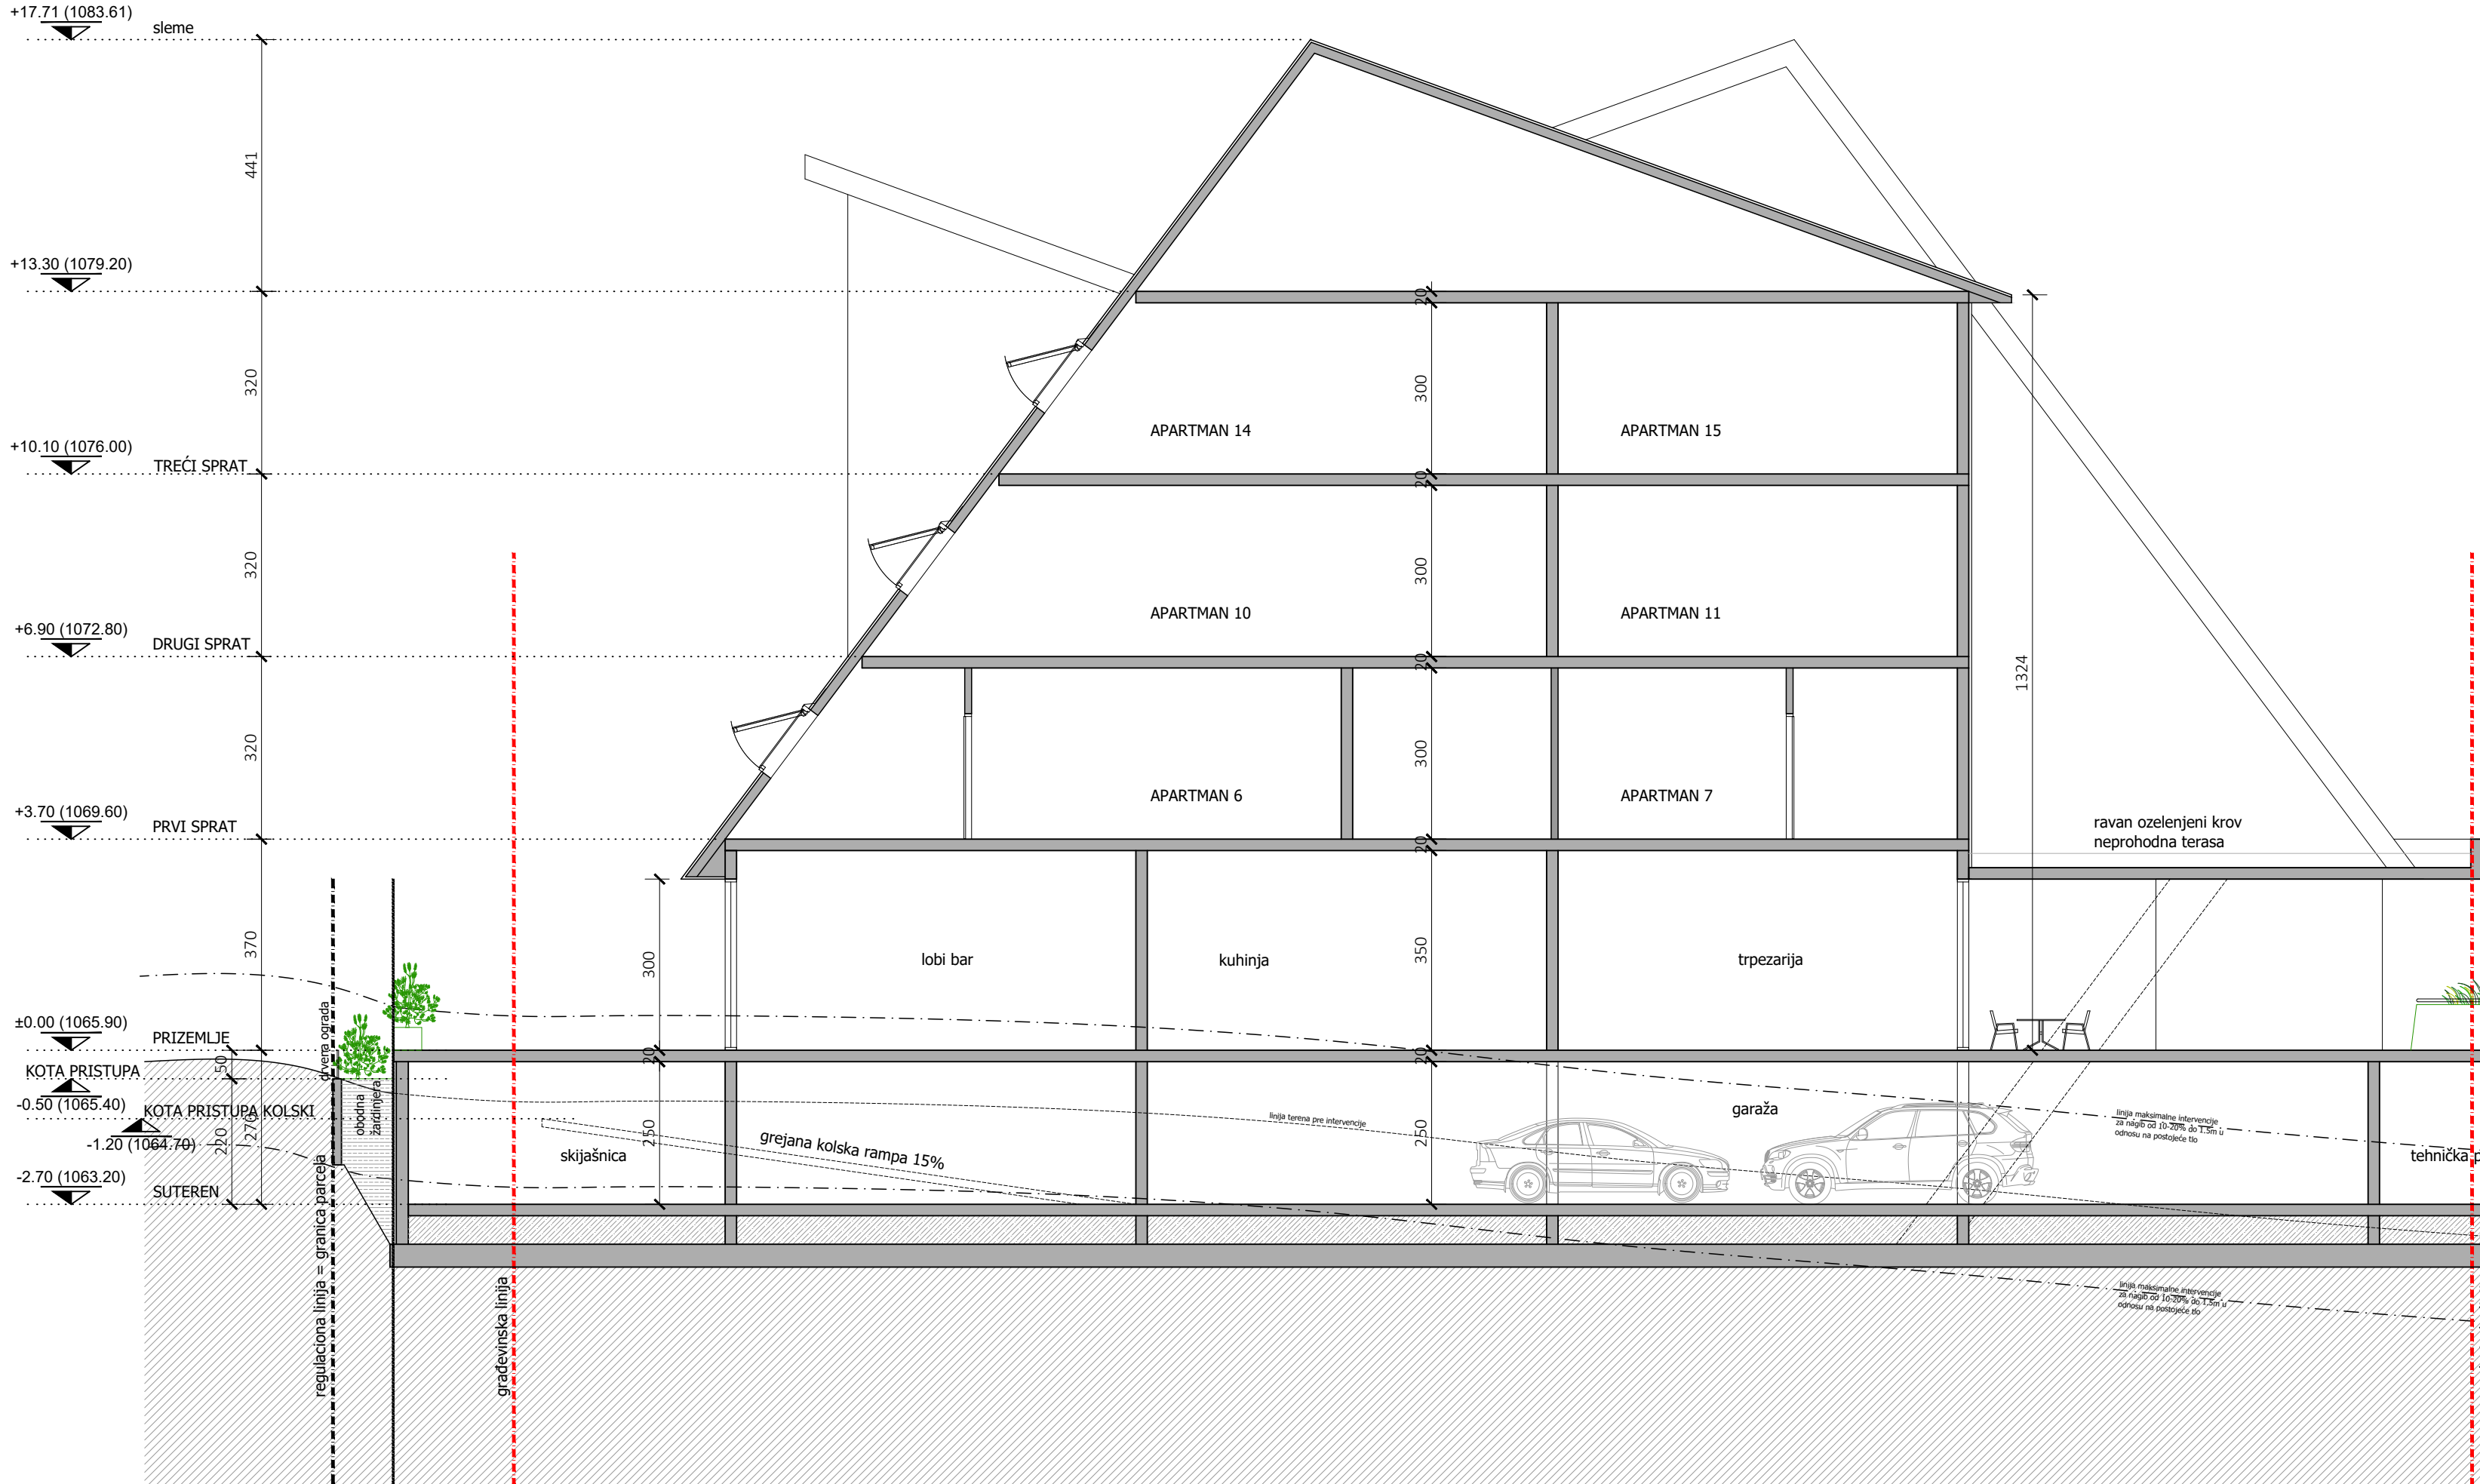 +17.71 (1083.61)
sleme
441
+13.30 (1079.20)
20
320
300
1324
APARTMAN 14
APARTMAN 15
+10.10 (1076.00)
TREĆI SPRAT
20
320
300
APARTMAN 10
APARTMAN 11
+6.90 (1072.80)
DRUGI SPRAT
20
320
300
APARTMAN 6
APARTMAN 7
+3.70 (1069.60)
PRVI SPRAT
20
ravan ozelenjeni krov
neprohodna terasa
370
300
350
lobi bar
kuhinja
trpezarija
±0.00 (1065.90)
PRIZEMLJE
drvena ograda
50
20
20
KOTA PRISTUPA
-0.50 (1065.40)
KOTA PRISTUPA KOLSKI
-1.20 (1064.70)
220
270
obodna
žardinjera
250
250
skijašnica
grejana kolska rampa 15%
linija terena pre intervencije
garaža
linija maksimalne intervencije
za nagib od 10-20% do 1.5m u
odnosu na postojeće tlo
tehnička p
-2.70 (1063.20)
SUTEREN
regulaciona linija = granica parcela
građevinska linija
linija maksimalne intervencije
za nagib od 10-20% do 1.5m u
odnosu na postojeće tlo